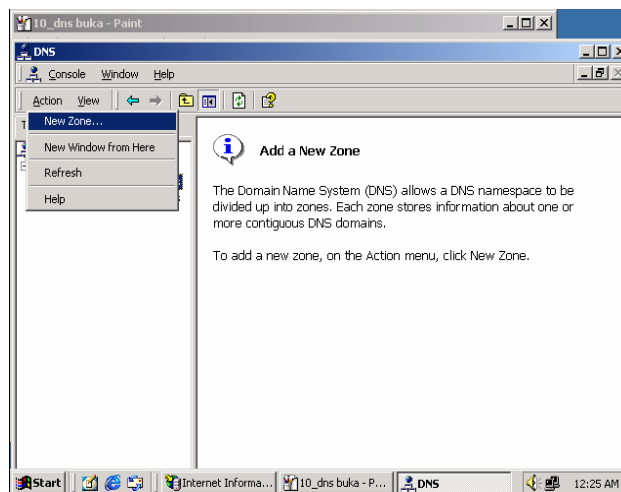 10_dns buka - Paint
DNS
Console Window Help
Action View
New Zone...
New Window from Here
Refresh
Help
Add a New Zone
The Domain Name System (DNS) allows a DNS namespace to be
divided up into zones. Each zone stores information about one or
more contiguous DNS domains.
To add a new zone, on the Action menu, click New Zone.
Start
Internet Informa...
10_dns buka - P...
DNS
12:25 AM